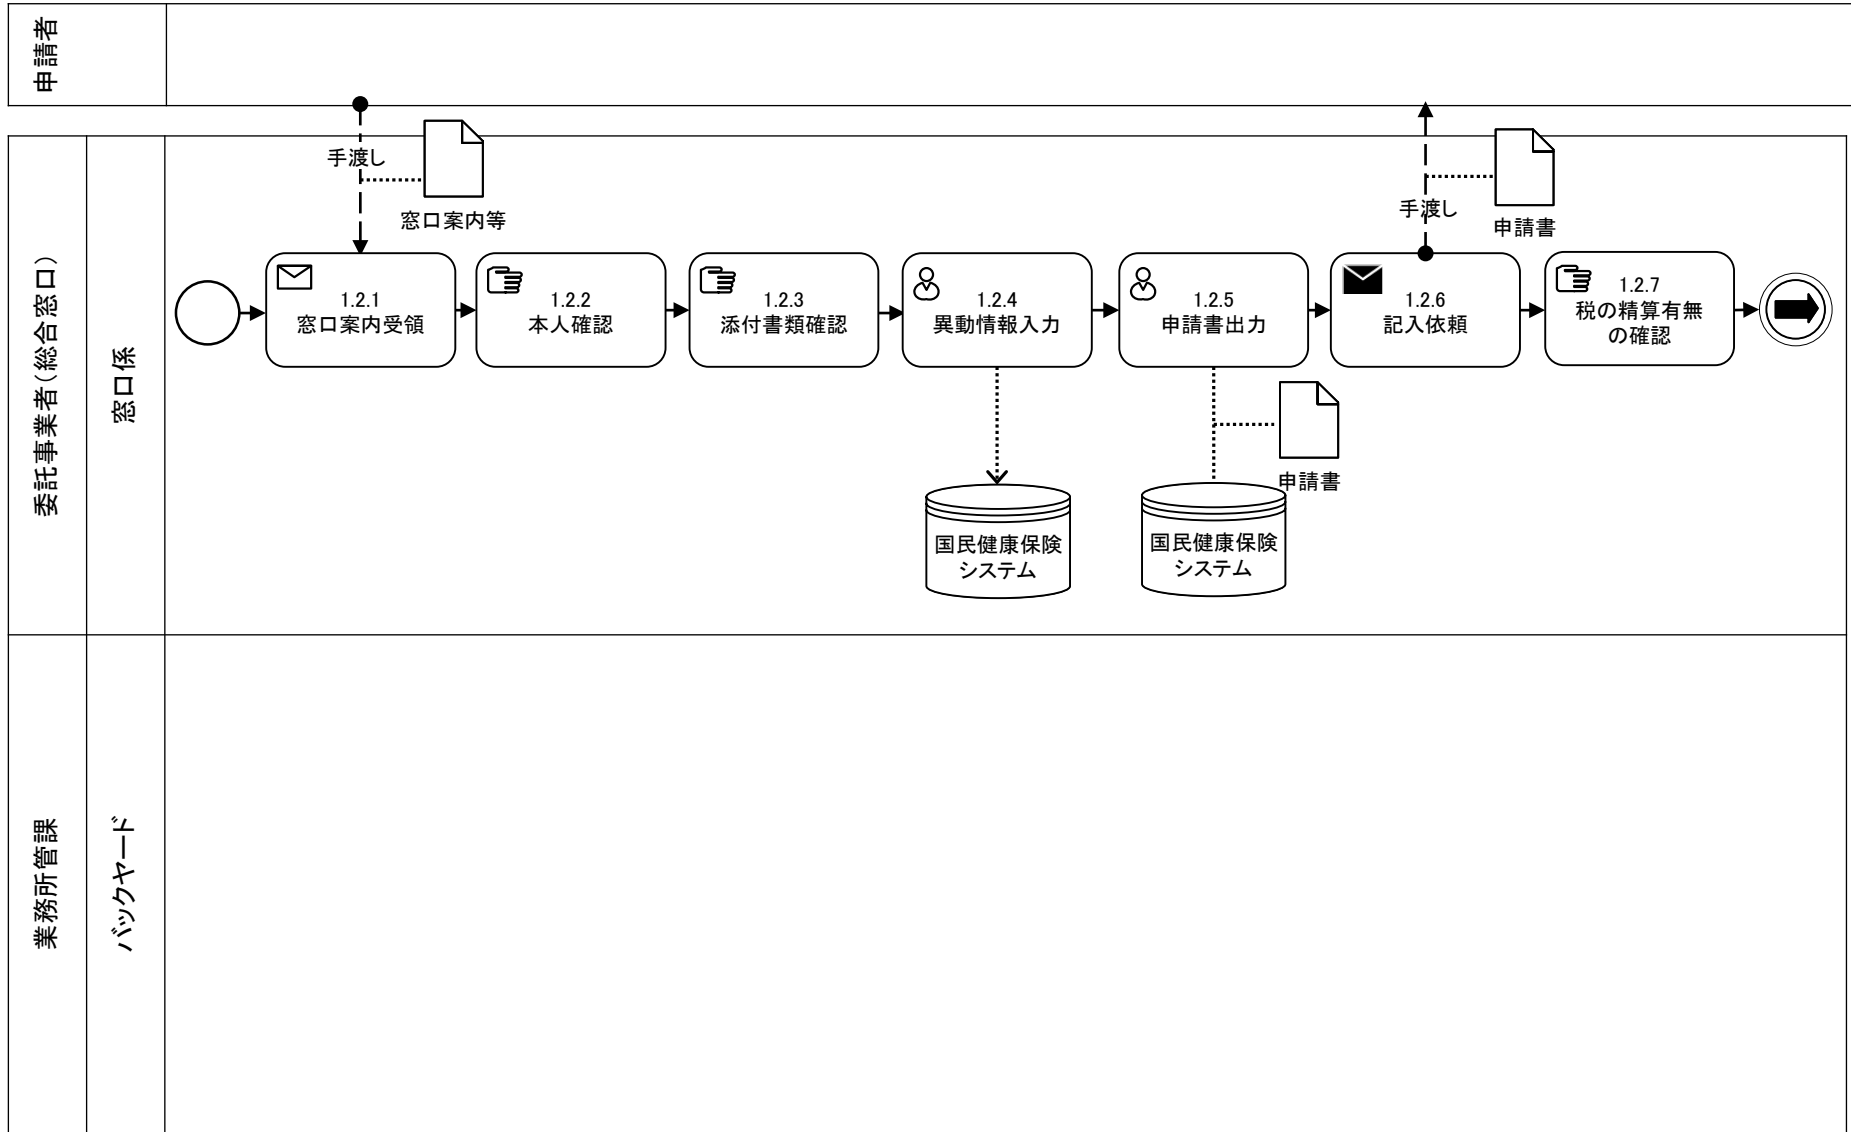 申請者
手渡し
窓口案内等
手渡し
申請書
委託事業者（総合窓口）
窓口係
1.2.1
窓口案内受領
1.2.2
本人確認
1.2.3
添付書類確認
1.2.4
異動情報入力
1.2.5
申請書出力
1.2.6
記入依頼
1.2.7
税の精算有無
の確認
申請書
国民健康保険
システム
国民健康保険
システム
業務所管課
バックヤード